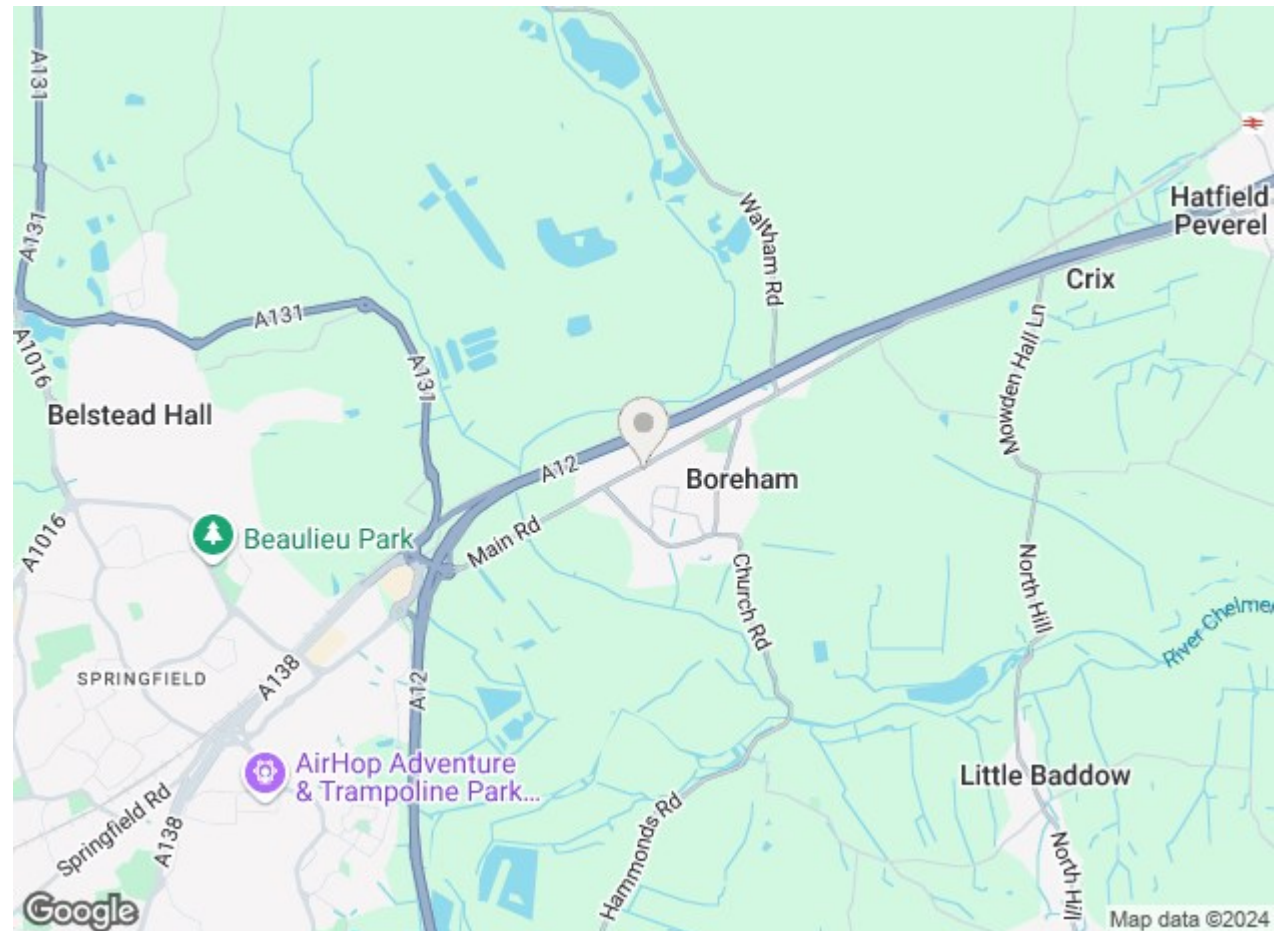 A131
Hatfield
Peverel
Waltham Rd
A131
Crix
A131
A1016
A131
Mowden Hall Ln
Belstead Hall
A12
Boreham
A1016
Beaulieu Park
Main Rd
North Hill
Church Rd
River Chelmer
SPRINGFIELD
A138
A12
AirHop Adventure
& Trampoline Park...
Little Baddow
Springfield Rd
A138
Hammonds Rd
North Hill
Google
Map data ©2024